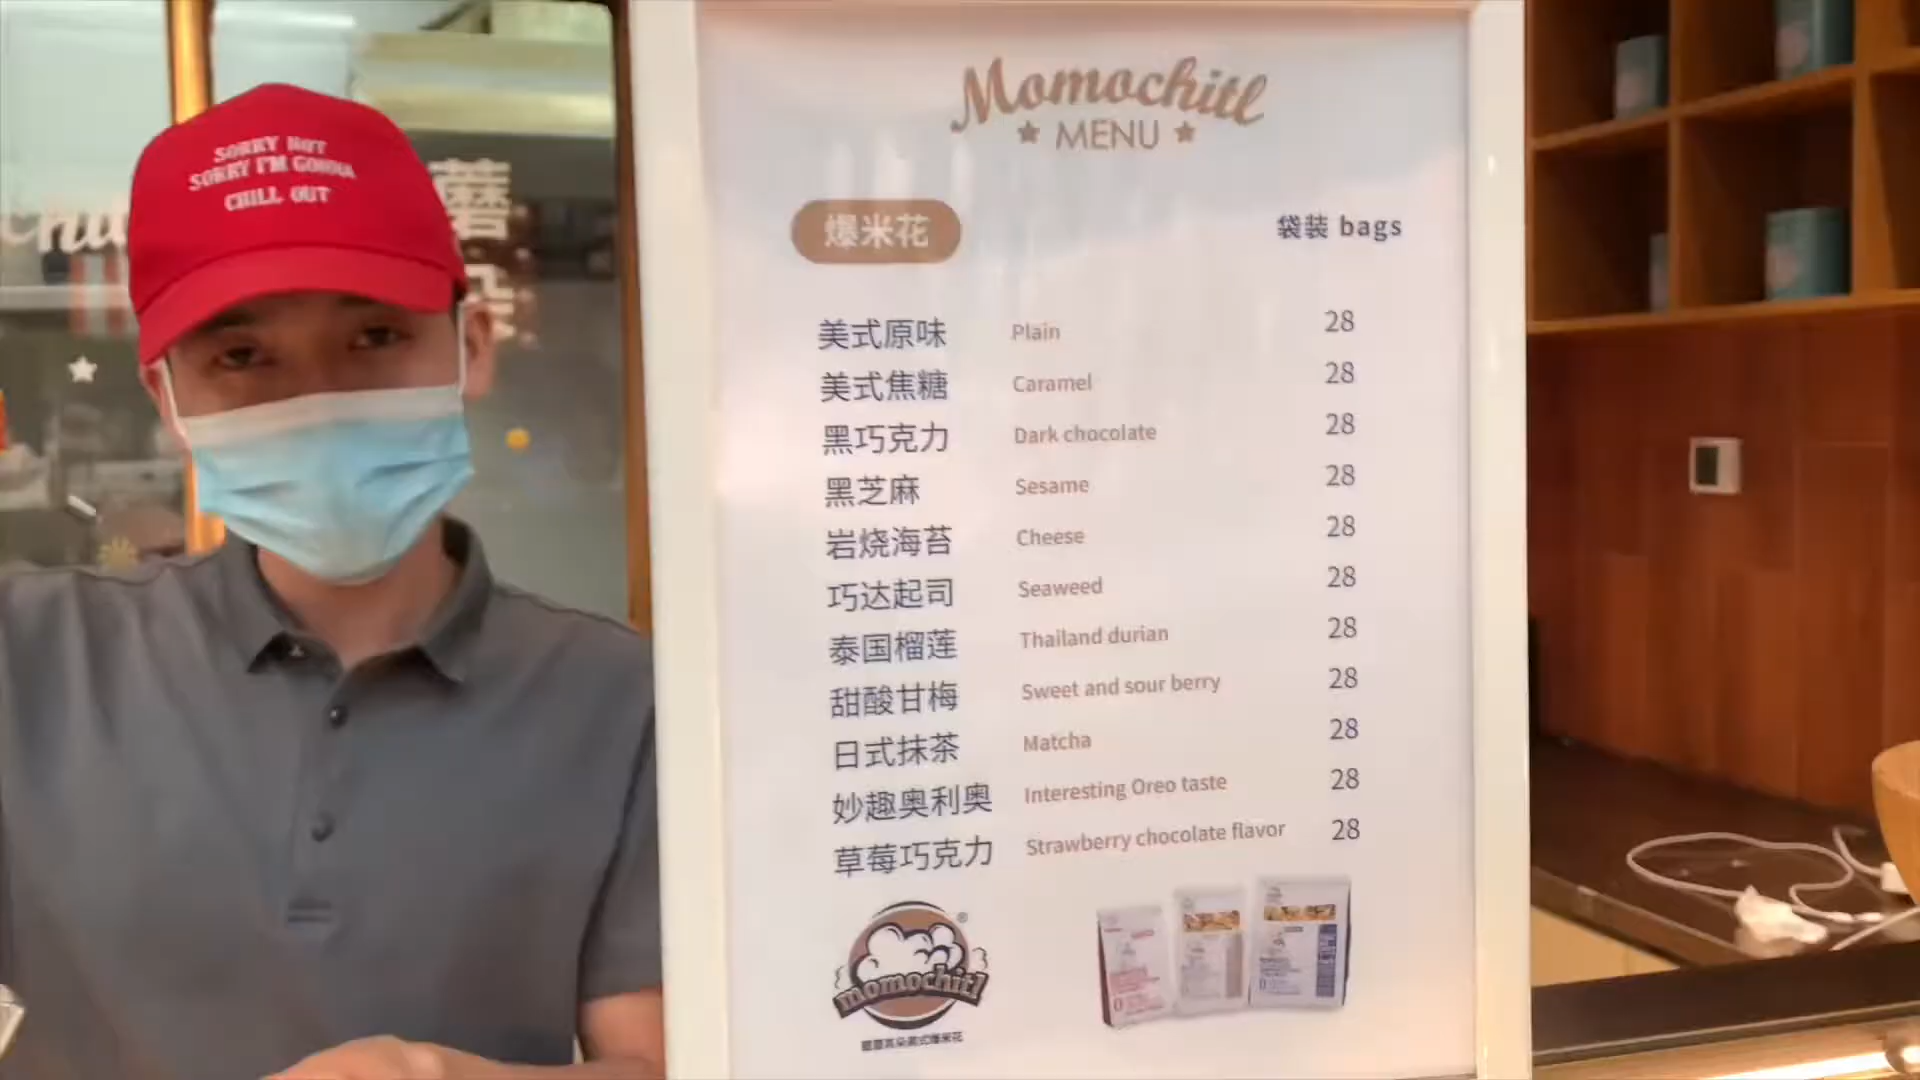 SORRY NOT
SORRY I'M GONNA
CHILL OUT
蘑
Momochitl
MENU
爆米花 袋装 bags
美式原味 Plain 28
美式焦糖 Caramel 28
黑巧克力 Dark chocolate 28
黑芝麻 Sesame 28
岩烧海苔 Cheese 28
巧达起司 Seaweed 28
泰国榴莲 Thailand durian 28
甜酸甘梅 Sweet and sour berry 28
日式抹茶 Matcha 28
妙趣奥利奥 Interesting Oreo taste 28
草莓巧克力 Strawberry chocolate flavor 28
momochitl ®